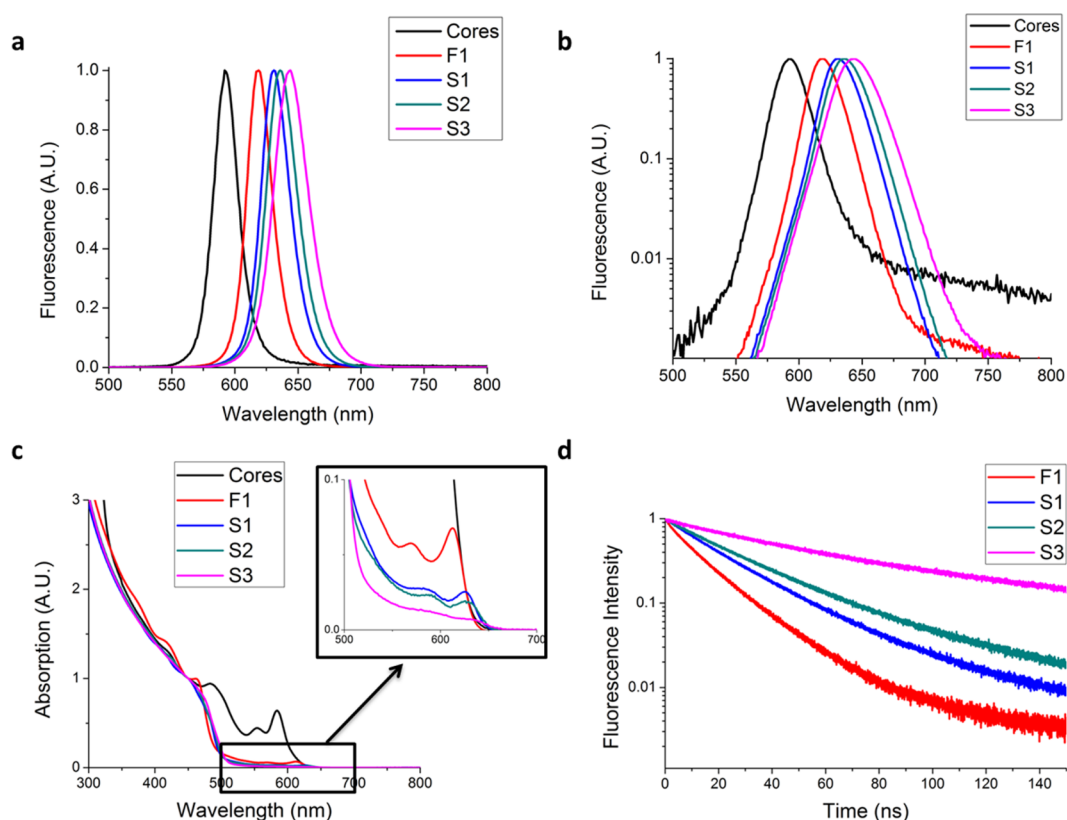 a
Cores
F1
S1
S2
S3
1.0
0.8
0.6
0.4
0.2
0.0
Fluorescence (A.U.)
500 550 600 650 700 750 800
Wavelength (nm)
b
Cores
F1
S1
S2
S3
1
0.1
0.01
Fluorescence (A.U.)
500 550 600 650 700 750 800
Wavelength (nm)
c
Cores
F1
S1
S2
S3
3
2
1
0
Absorption (A.U.)
300 400 500 600 700 800
Wavelength (nm)
0.1
0.0
500 600 700
d
F1
S1
S2
S3
1
0.1
0.01
Fluorescence Intensity
0 20 40 60 80 100 120 140
Time (ns)